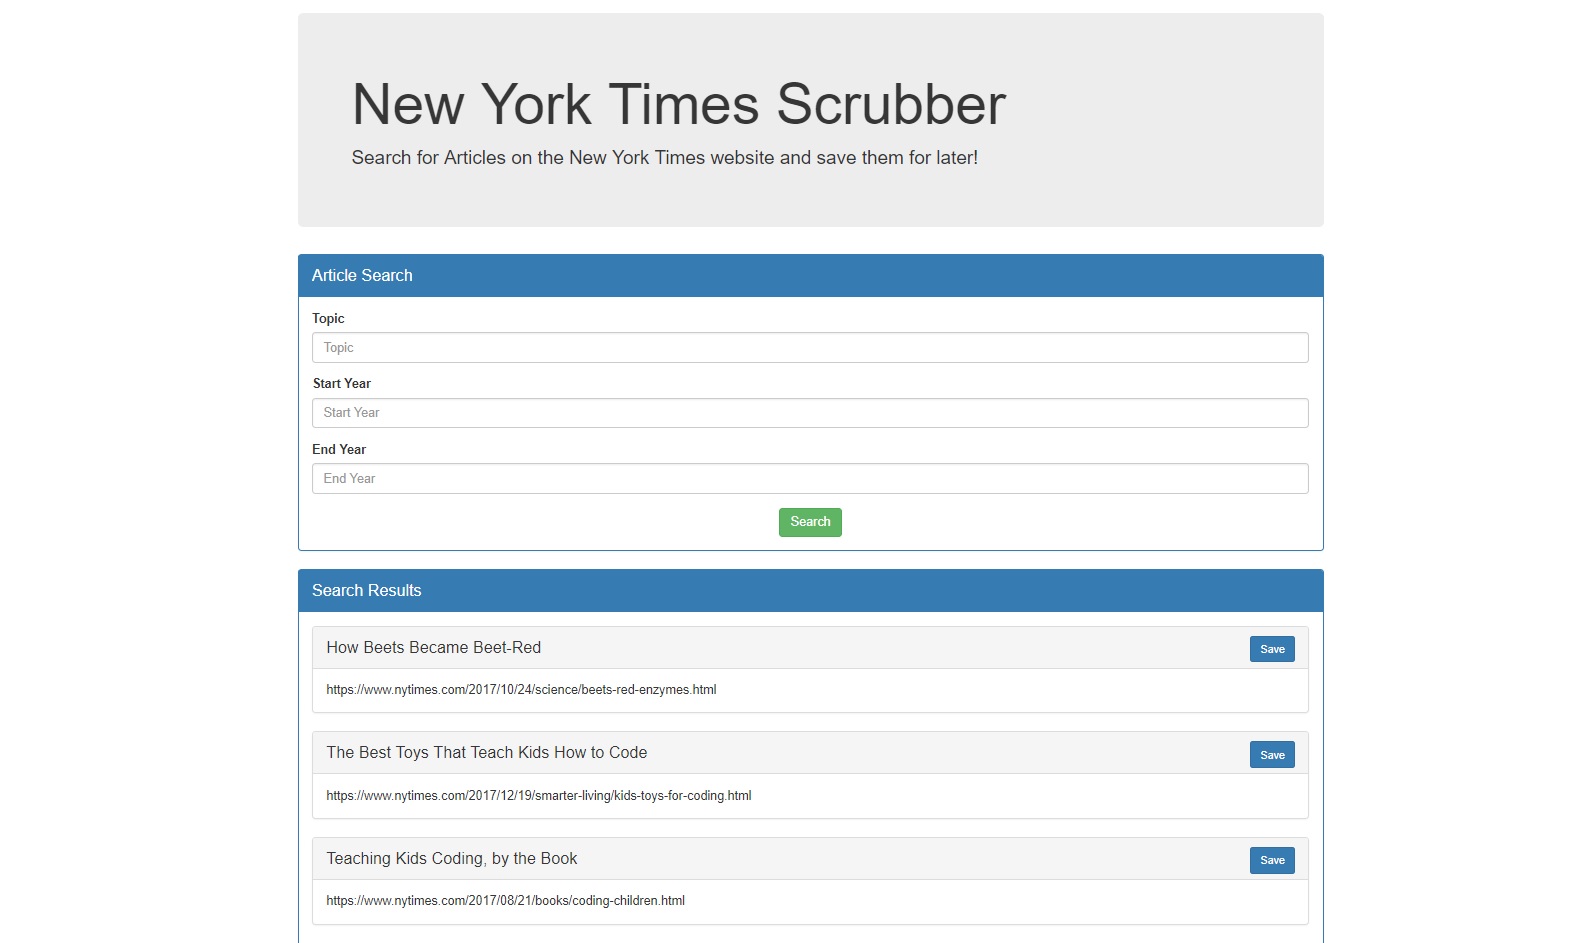 New York Times Scrubber
Search for Articles on the New York Times website and save them for later!
Article Search
Topic
Topic
Start Year
Start Year
End Year
End Year
Search
Search Results
How Beets Became Beet-Red
Save
https://www.nytimes.com/2017/10/24/science/beets-red-enzymes.html
The Best Toys That Teach Kids How to Code
Save
https://www.nytimes.com/2017/12/19/smarter-living/kids-toys-for-coding.html
Teaching Kids Coding, by the Book
Save
https://www.nytimes.com/2017/08/21/books/coding-children.html